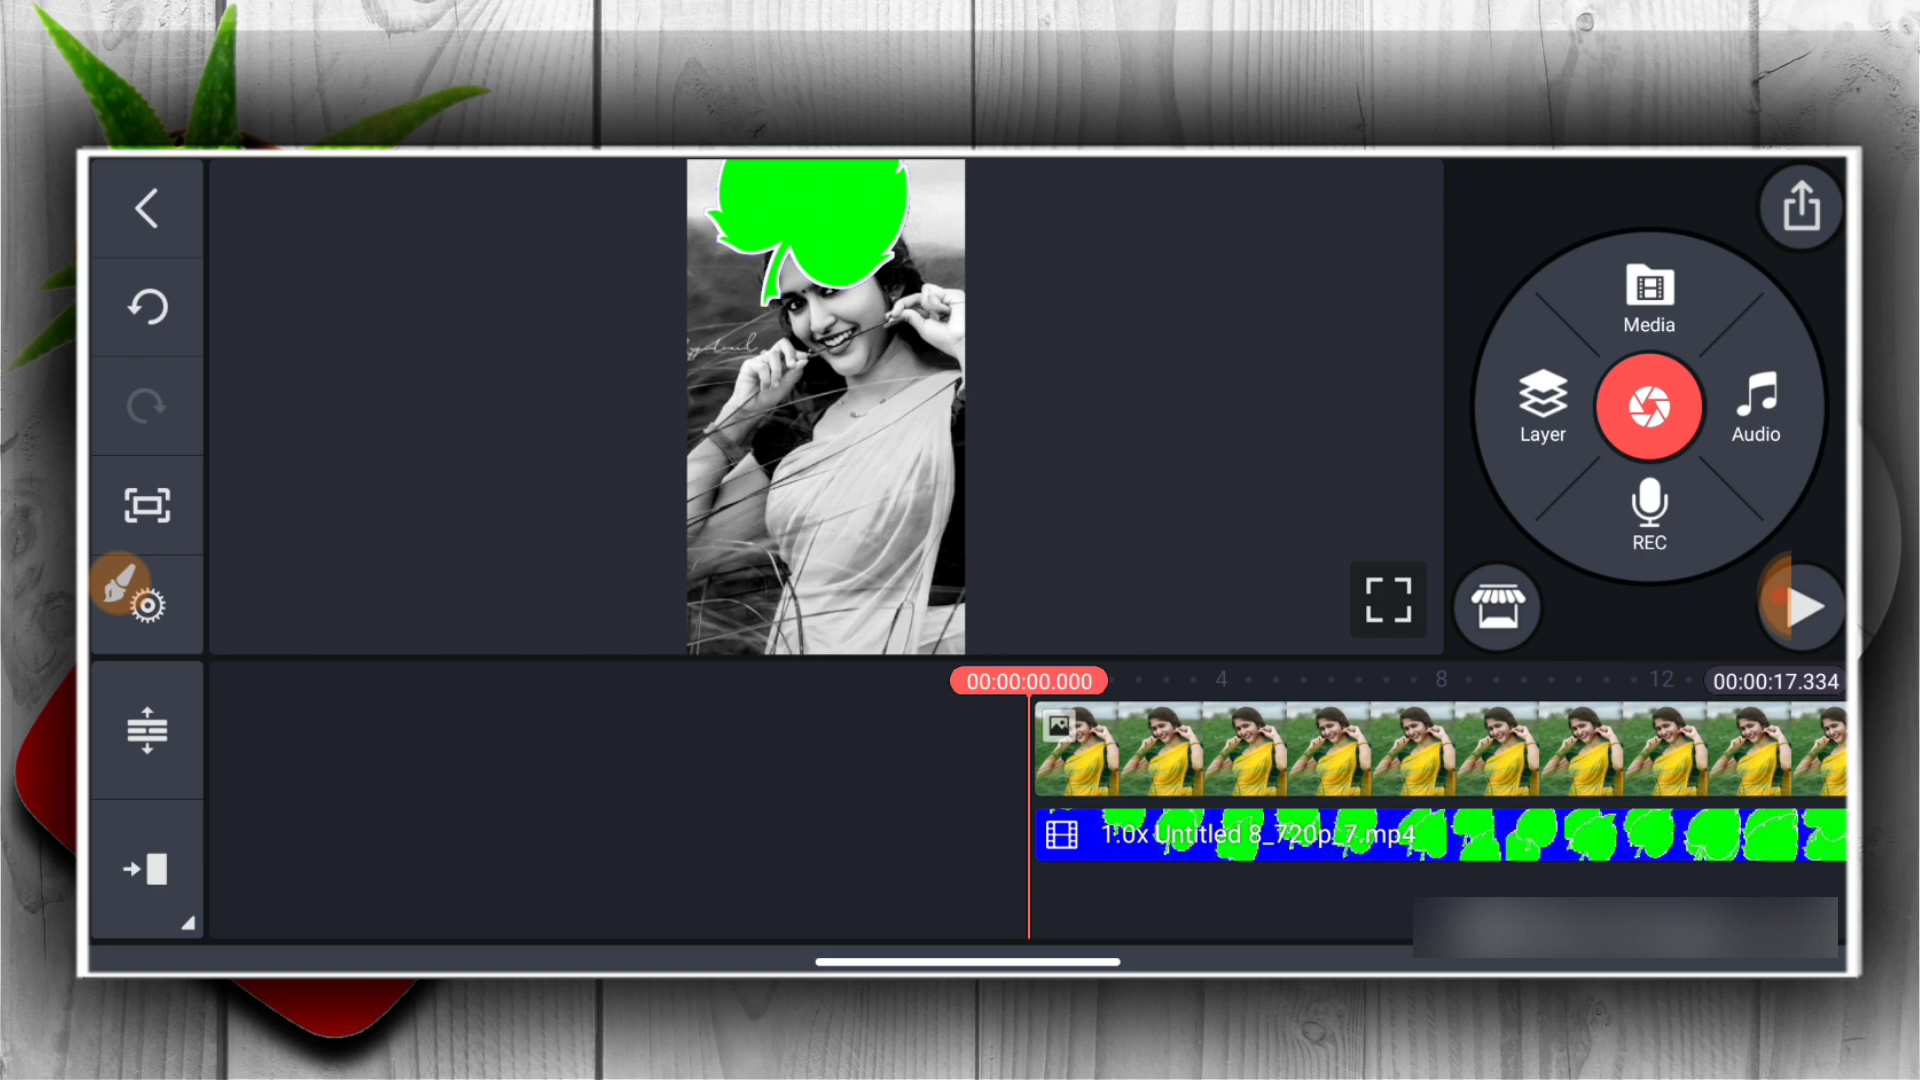 Media
Layer
Audio
REC
00:00:00.000
4
8
12
00:00:17.334
1.0x Untitled 8_720p_7.mp4